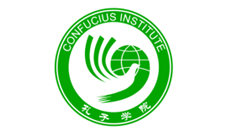 CONFUCIUS INSTITUTE
孔子学院